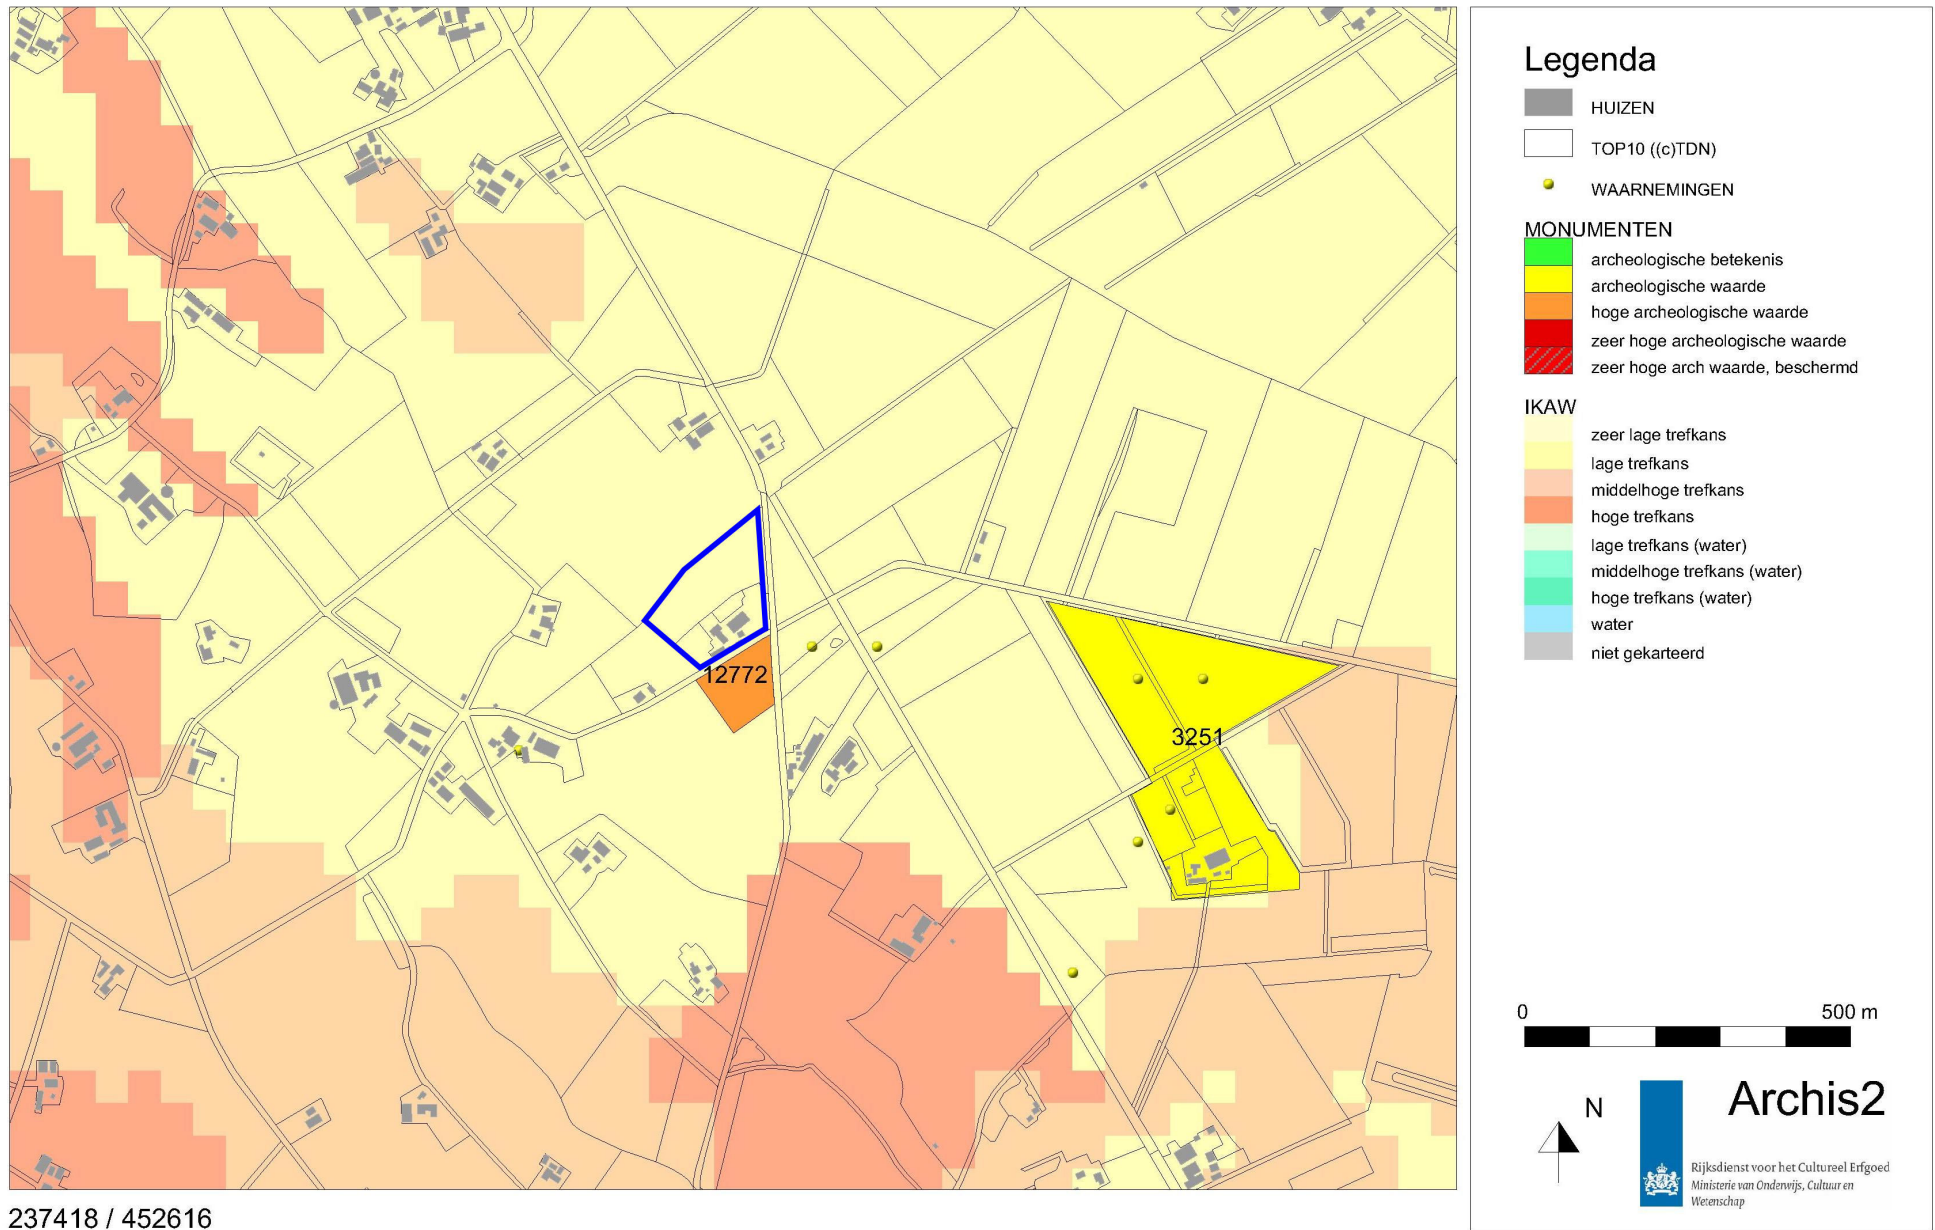 12772
3251
237418 / 452616
Legenda
HUIZEN
TOP10 ((c)TDN)
WAARNEMINGEN
MONUMENTEN
archeologische betekenis
archeologische waarde
hoge archeologische waarde
zeer hoge archeologische waarde
zeer hoge arch waarde, beschermd
IKAW
zeer lage trefkans
lage trefkans
middelhoge trefkans
hoge trefkans
lage trefkans (water)
middelhoge trefkans (water)
hoge trefkans (water)
water
niet gekarteerd
0 500 m
N
Archis2
Rijksdienst voor het Cultureel Erfgoed
Ministerie van Onderwijs, Cultuur en
Wetenschap